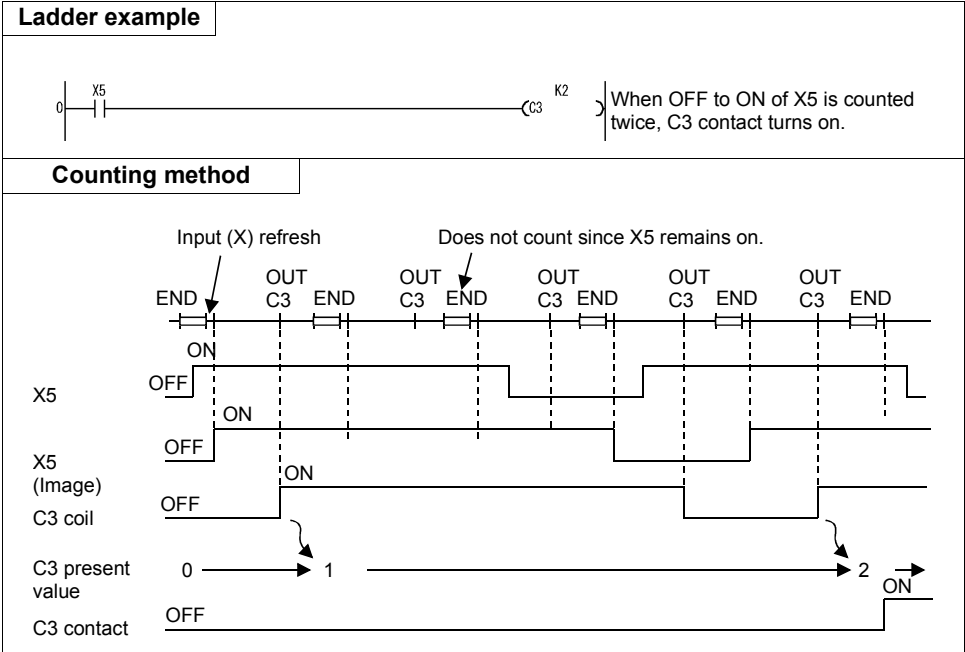 Ladder example
X5
K2
0
C3
When OFF to ON of X5 is counted
twice, C3 contact turns on.
Counting method
Input (X) refresh
Does not count since X5 remains on.
OUT OUT OUT OUT OUT
END C3 END C3 END C3 END C3 END C3 END
ON
OFF
X5
ON
OFF
X5
(Image)
ON
OFF
C3 coil
C3 present
value
0 1 2
ON
OFF
C3 contact